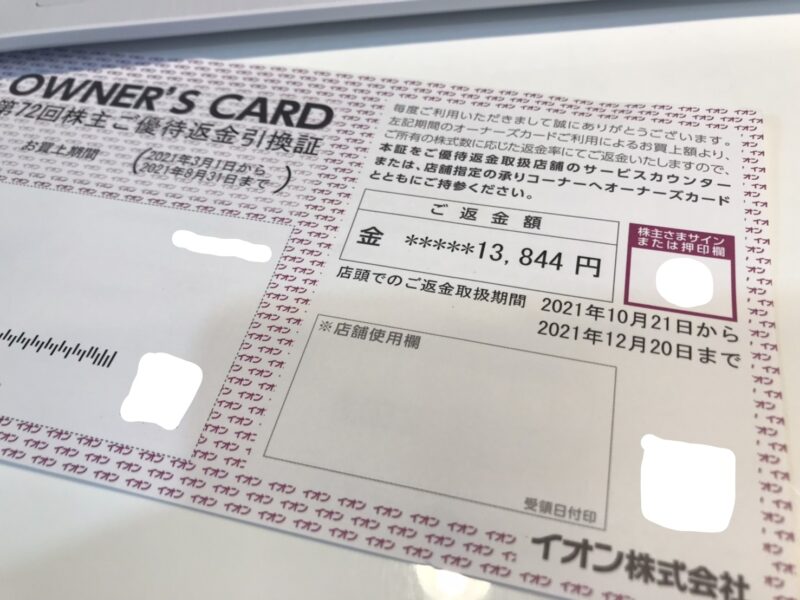 OWNER'S CARD
第72回株主ご優待返金引換証
お買上期間
(2021年3月1日から
2021年8月31日まで)
毎度ご利用いただきまして誠にありがとうございます。
左記期間のオーナーズカードご利用によるお買上額より、
ご所有の株式数に応じた返金率にてご返金いたしますので、
本証をご優待返金取扱店舗のサービスカウンター
または、店舗指定の承りコーナーへオーナーズカード
とともにご持参ください。
ご返金額
金 *****13,844円
株主さまサイン
または押印欄
店頭でのご返金取扱期間 2021年10月21日から
2021年12月20日まで
※店舗使用欄
受領日付印
イオン株式会社